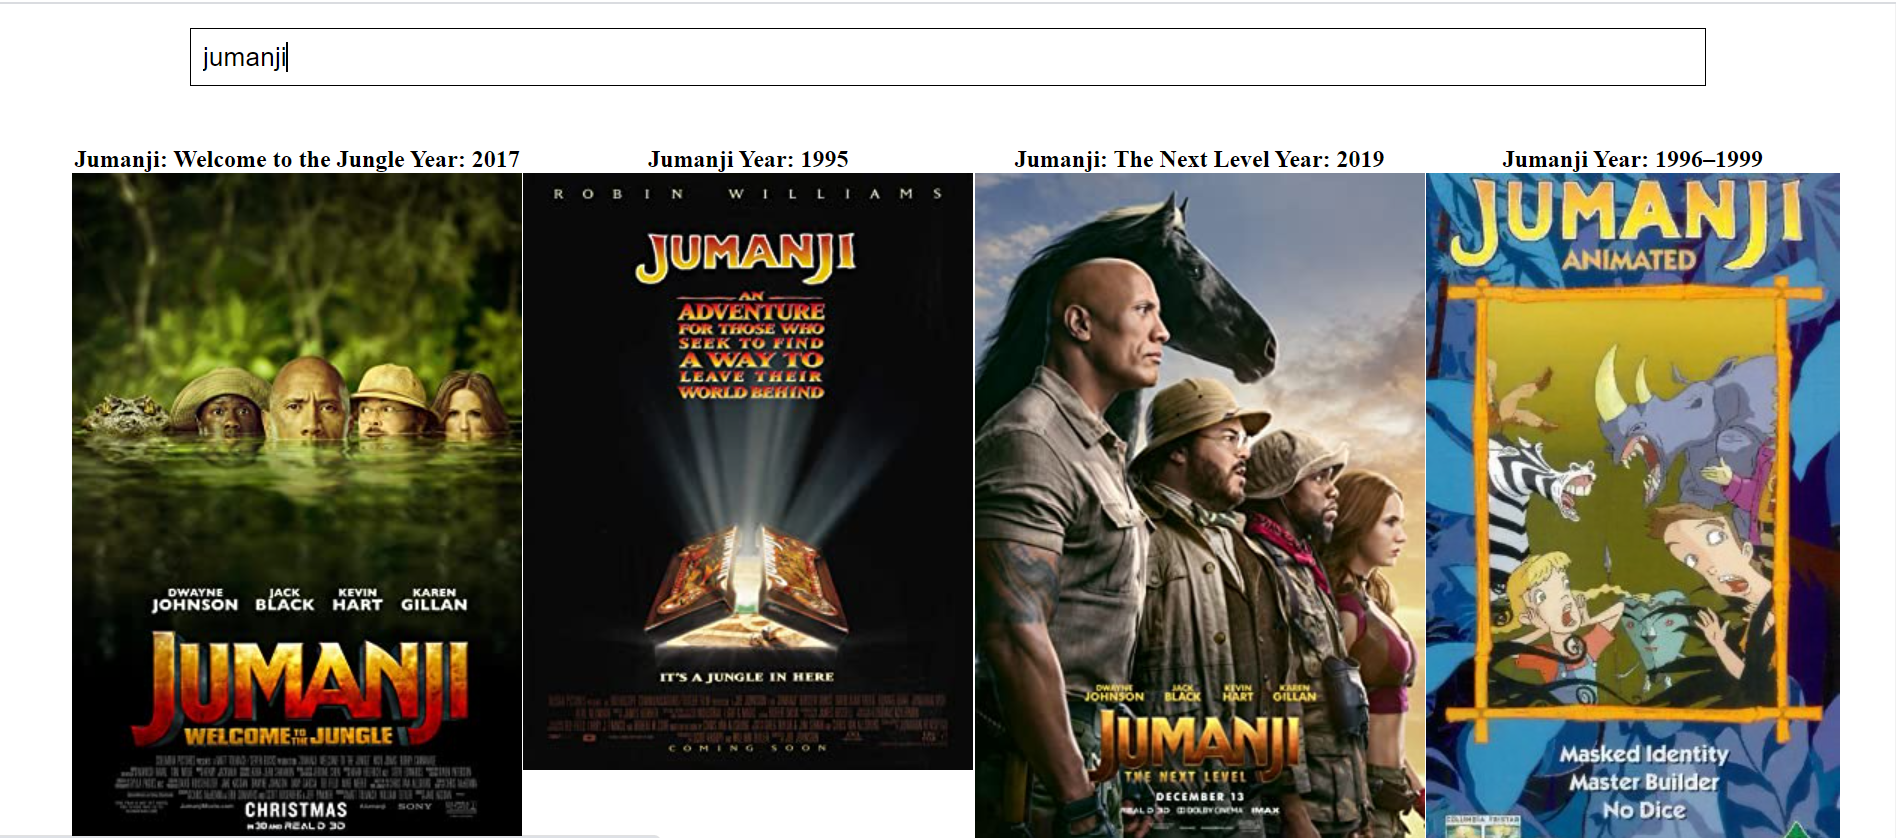 jumanji
Jumanji: Welcome to the Jungle Year: 2017
Jumanji Year: 1995
Jumanji: The Next Level Year: 2019
Jumanji Year: 1996–1999
DWAYNE JOHNSON
JACK BLACK
KEVIN HART
KAREN GILLAN
JUMANJI
WELCOME TO THE JUNGLE
JumanjiMovie.com
CHRISTMAS
#Jumanji
SONY
IN 3D AND REAL D 3D
ROBIN WILLIAMS
JUMANJI
AN
ADVENTURE
FOR THOSE WHO
SEEK TO FIND
A WAY TO
LEAVE THEIR
WORLD BEHIND
IT'S A JUNGLE IN HERE
COMING SOON
DWAYNE JOHNSON
JACK BLACK
KEVIN HART
KAREN GILLAN
JUMANJI
THE NEXT LEVEL
DECEMBER 13
REAL D 3D DOLBY CINEMA IMAX
JUMANJI
ANIMATED
Masked Identity
Master Builder
No Dice
COLUMBIA TRISTAR